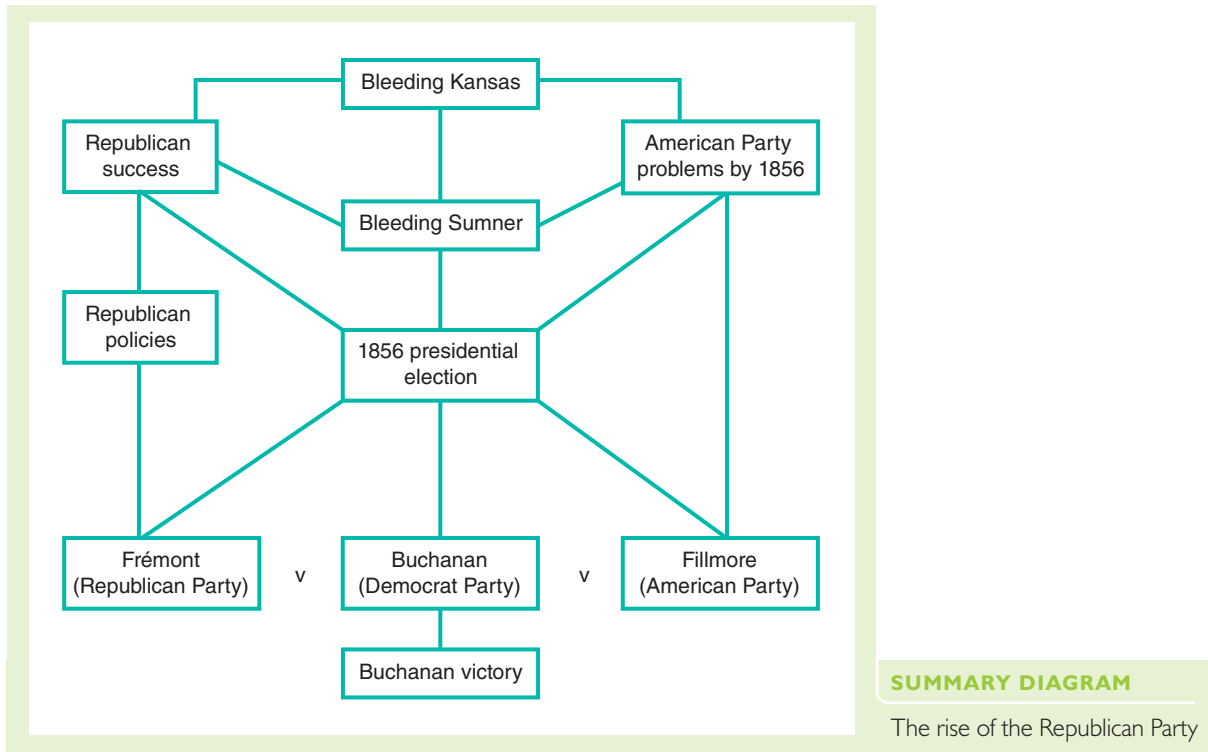 Bleeding Kansas
Republican
success
American Party
problems by 1856
Bleeding Sumner
Republican
policies
1856 presidential
election
Frémont
(Republican Party)
v
Buchanan
(Democrat Party)
v
Fillmore
(American Party)
Buchanan victory
SUMMARY DIAGRAM
The rise of the Republican Party